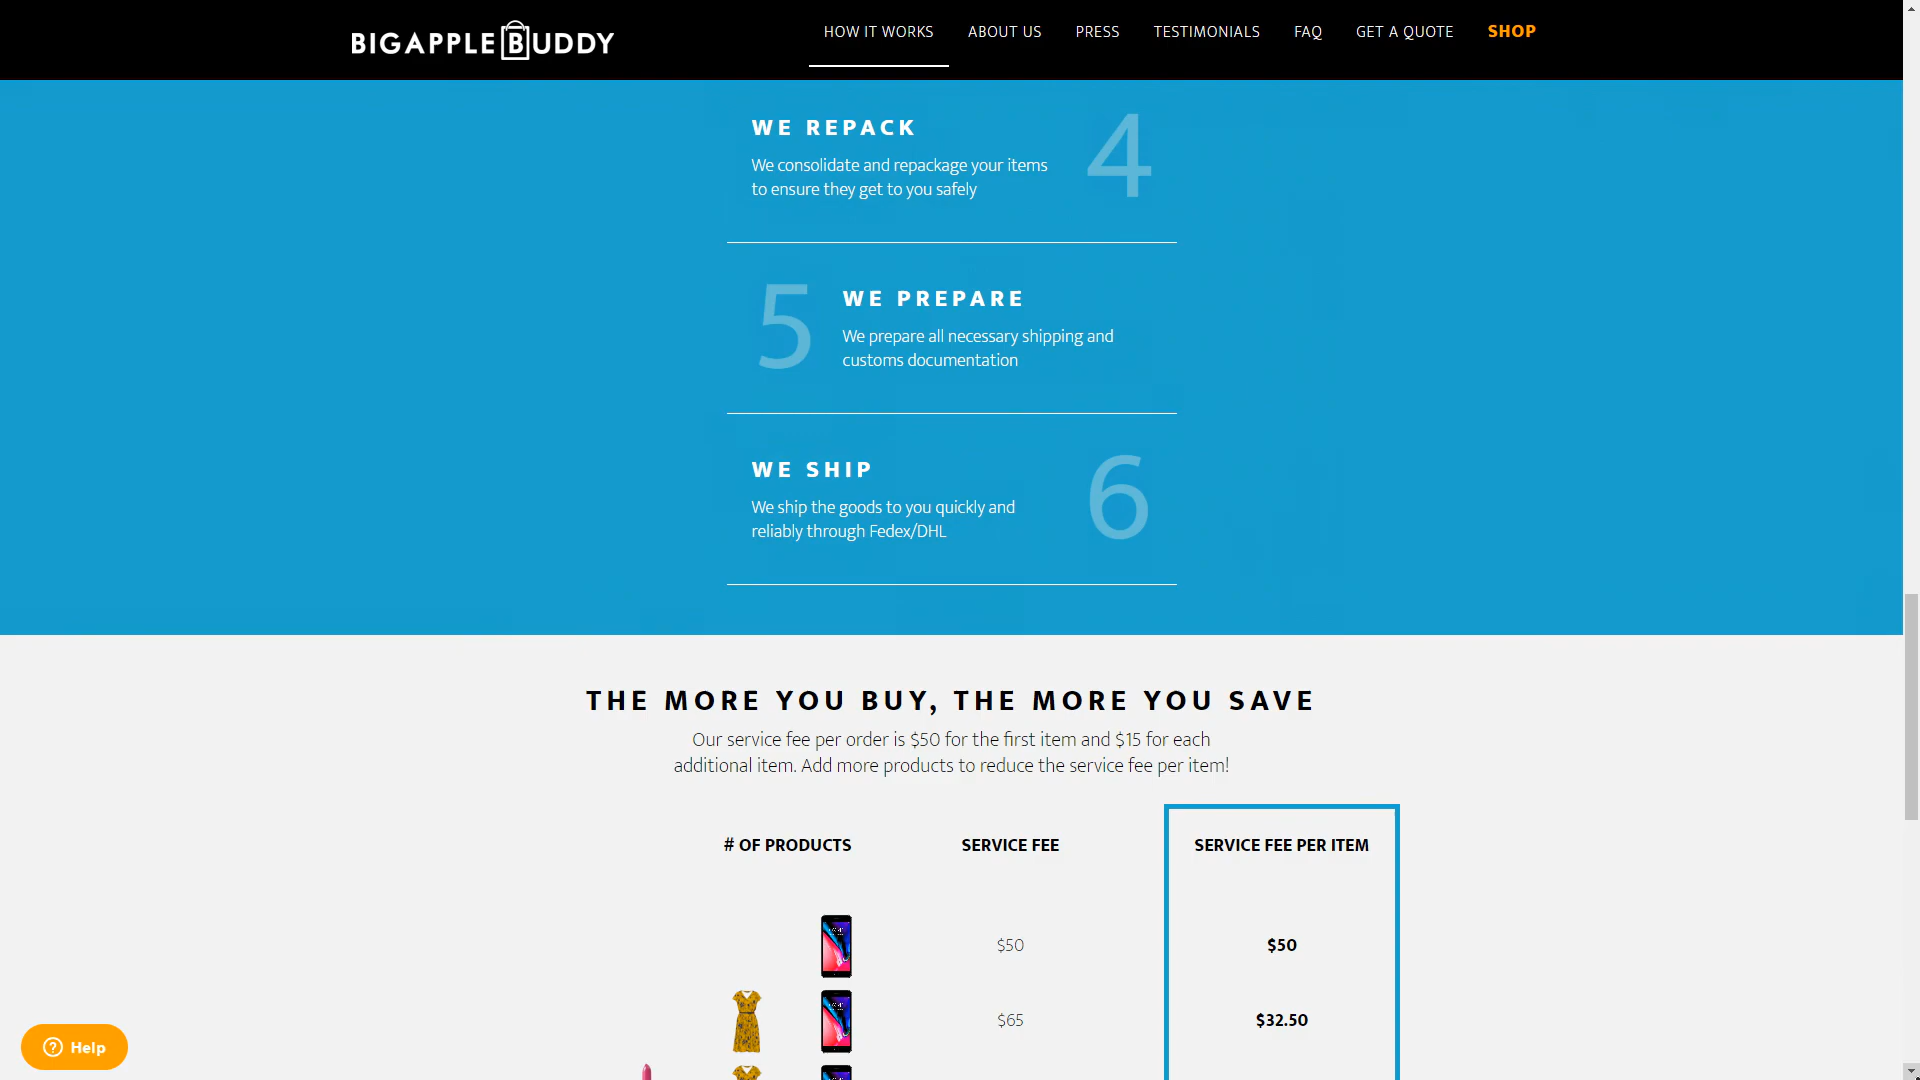 BIGAPPLEBUDDY
HOW IT WORKS
ABOUT US
PRESS
TESTIMONIALS
FAQ
GET A QUOTE
SHOP
WE REPACK
We consolidate and repackage your items
to ensure they get to you safely
4
5
WE PREPARE
We prepare all necessary shipping and
customs documentation
WE SHIP
We ship the goods to you quickly and
reliably through Fedex/DHL
6
THE MORE YOU BUY, THE MORE YOU SAVE
Our service fee per order is $50 for the first item and $15 for each
additional item. Add more products to reduce the service fee per item!
# OF PRODUCTS
SERVICE FEE
SERVICE FEE PER ITEM
$50
$50
$65
$32.50
Help